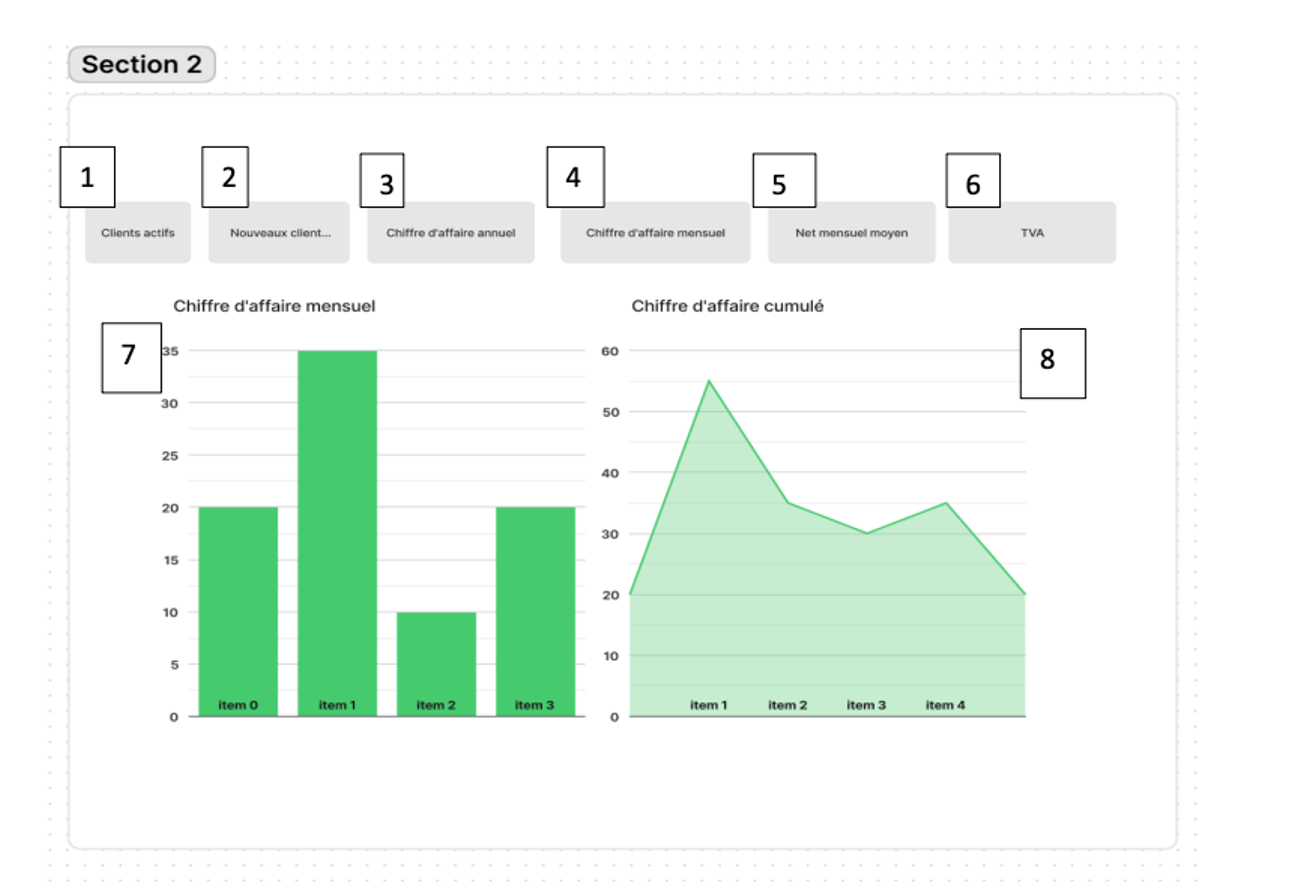 Section 2
1
2
3
4
5
6
Clients actifs
Nouveaux client...
Chiffre d'affaire annuel
Chiffre d'affaire mensuel
Net mensuel moyen
TVA
Chiffre d'affaire mensuel
7
35
30
25
20
15
10
5
0
item 0
item 1
item 2
item 3
Chiffre d'affaire cumulé
8
60
50
40
30
20
10
0
item 1
item 2
item 3
item 4